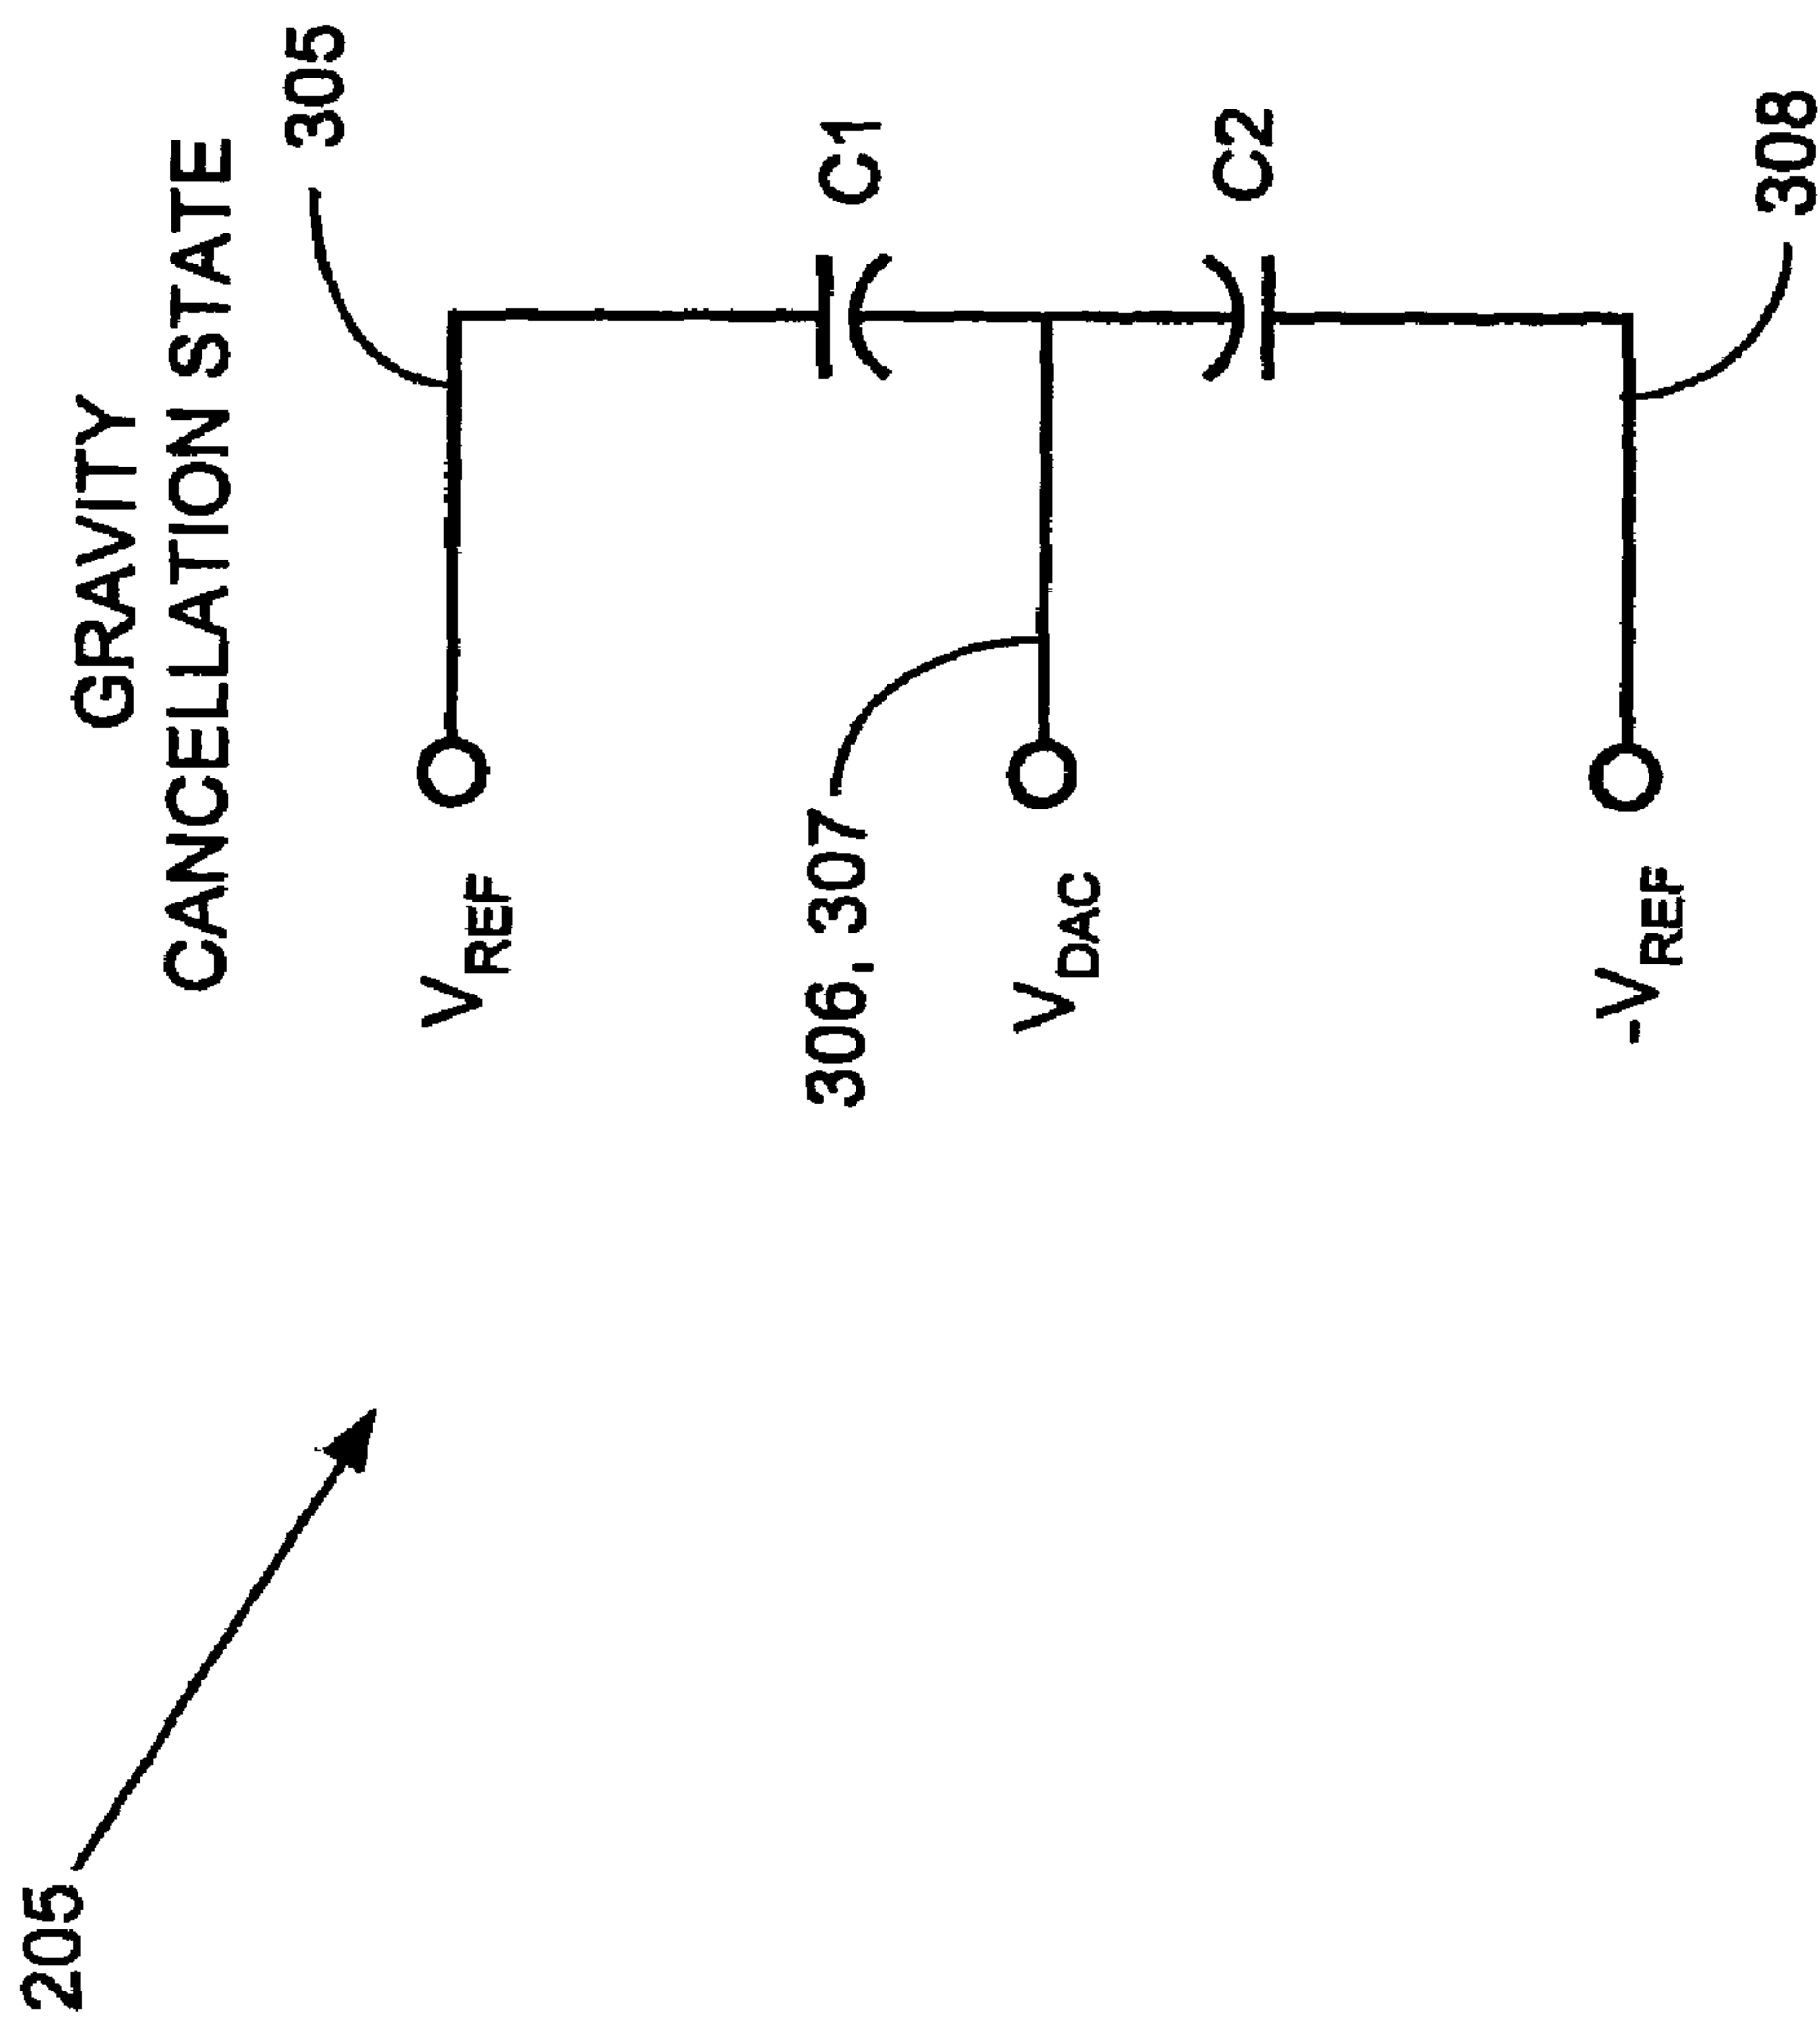 205
GRAVITY
CANCELLATION STATE
305
V_REF
306, 307
C1
V_DAC
C2
-V_REF
308